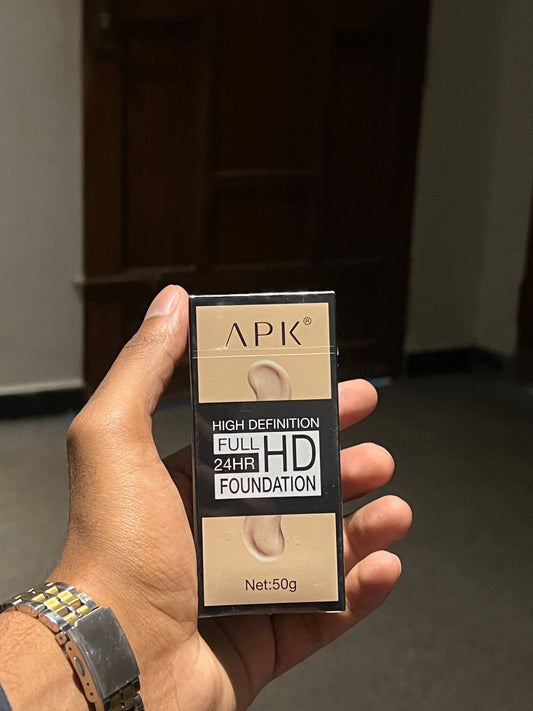 APK®
HIGH DEFINITION
FULL HD
24HR
FOUNDATION
Net:50g